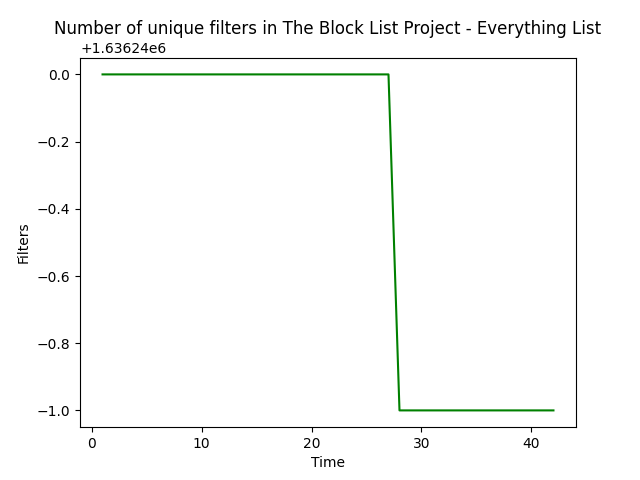 Number of unique filters in The Block List Project - Everything List
+1.63624e6
0.0
−0.2
−0.4
−0.6
−0.8
−1.0
Filters
0 10 20 30 40
Time